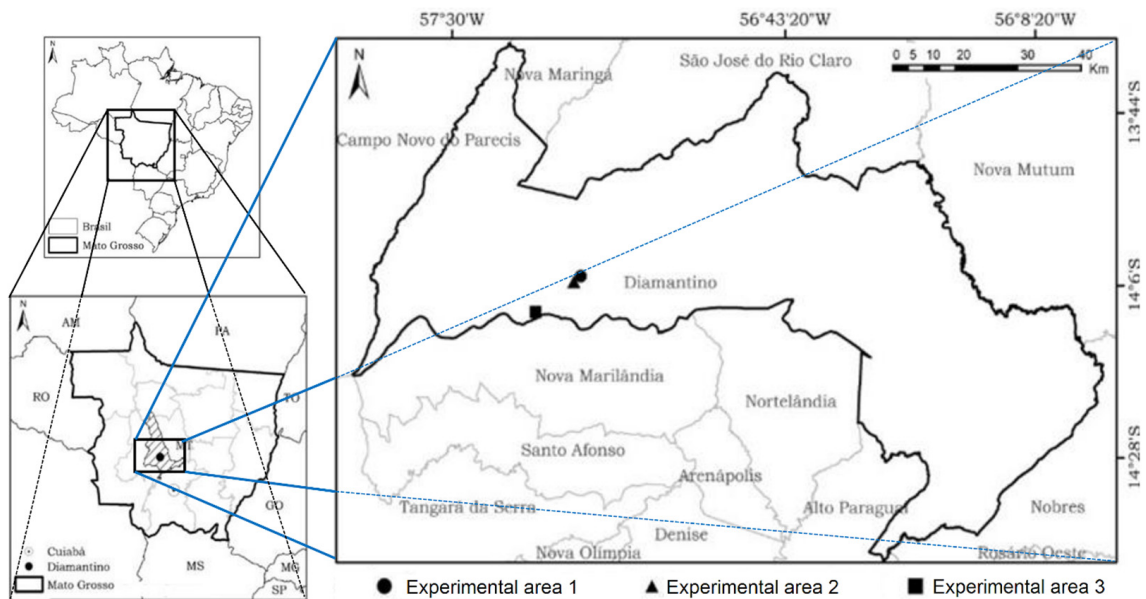 57°30'W 56°43'20"W 56°8'20"W
N
Brasil
Mato Grosso
N
AM
PA
RO
TO
MT
GO
MS
MG
SP
Cuiabá
Diamantino
Mato Grosso
N
0 5 10 20 30 40
Km
Nova Maringá
São José do Rio Claro
Campo Novo do Parecis
Nova Mutum
Diamantino
Nova Marilândia
Nortelândia
Santo Afonso
Arenápolis
Tangará da Serra
Alto Paraguai
Nobres
Denise
Nova Olímpia
Rosário Oeste
13°44'S
14°6'S
14°28'S
Experimental area 1 Experimental area 2 Experimental area 3